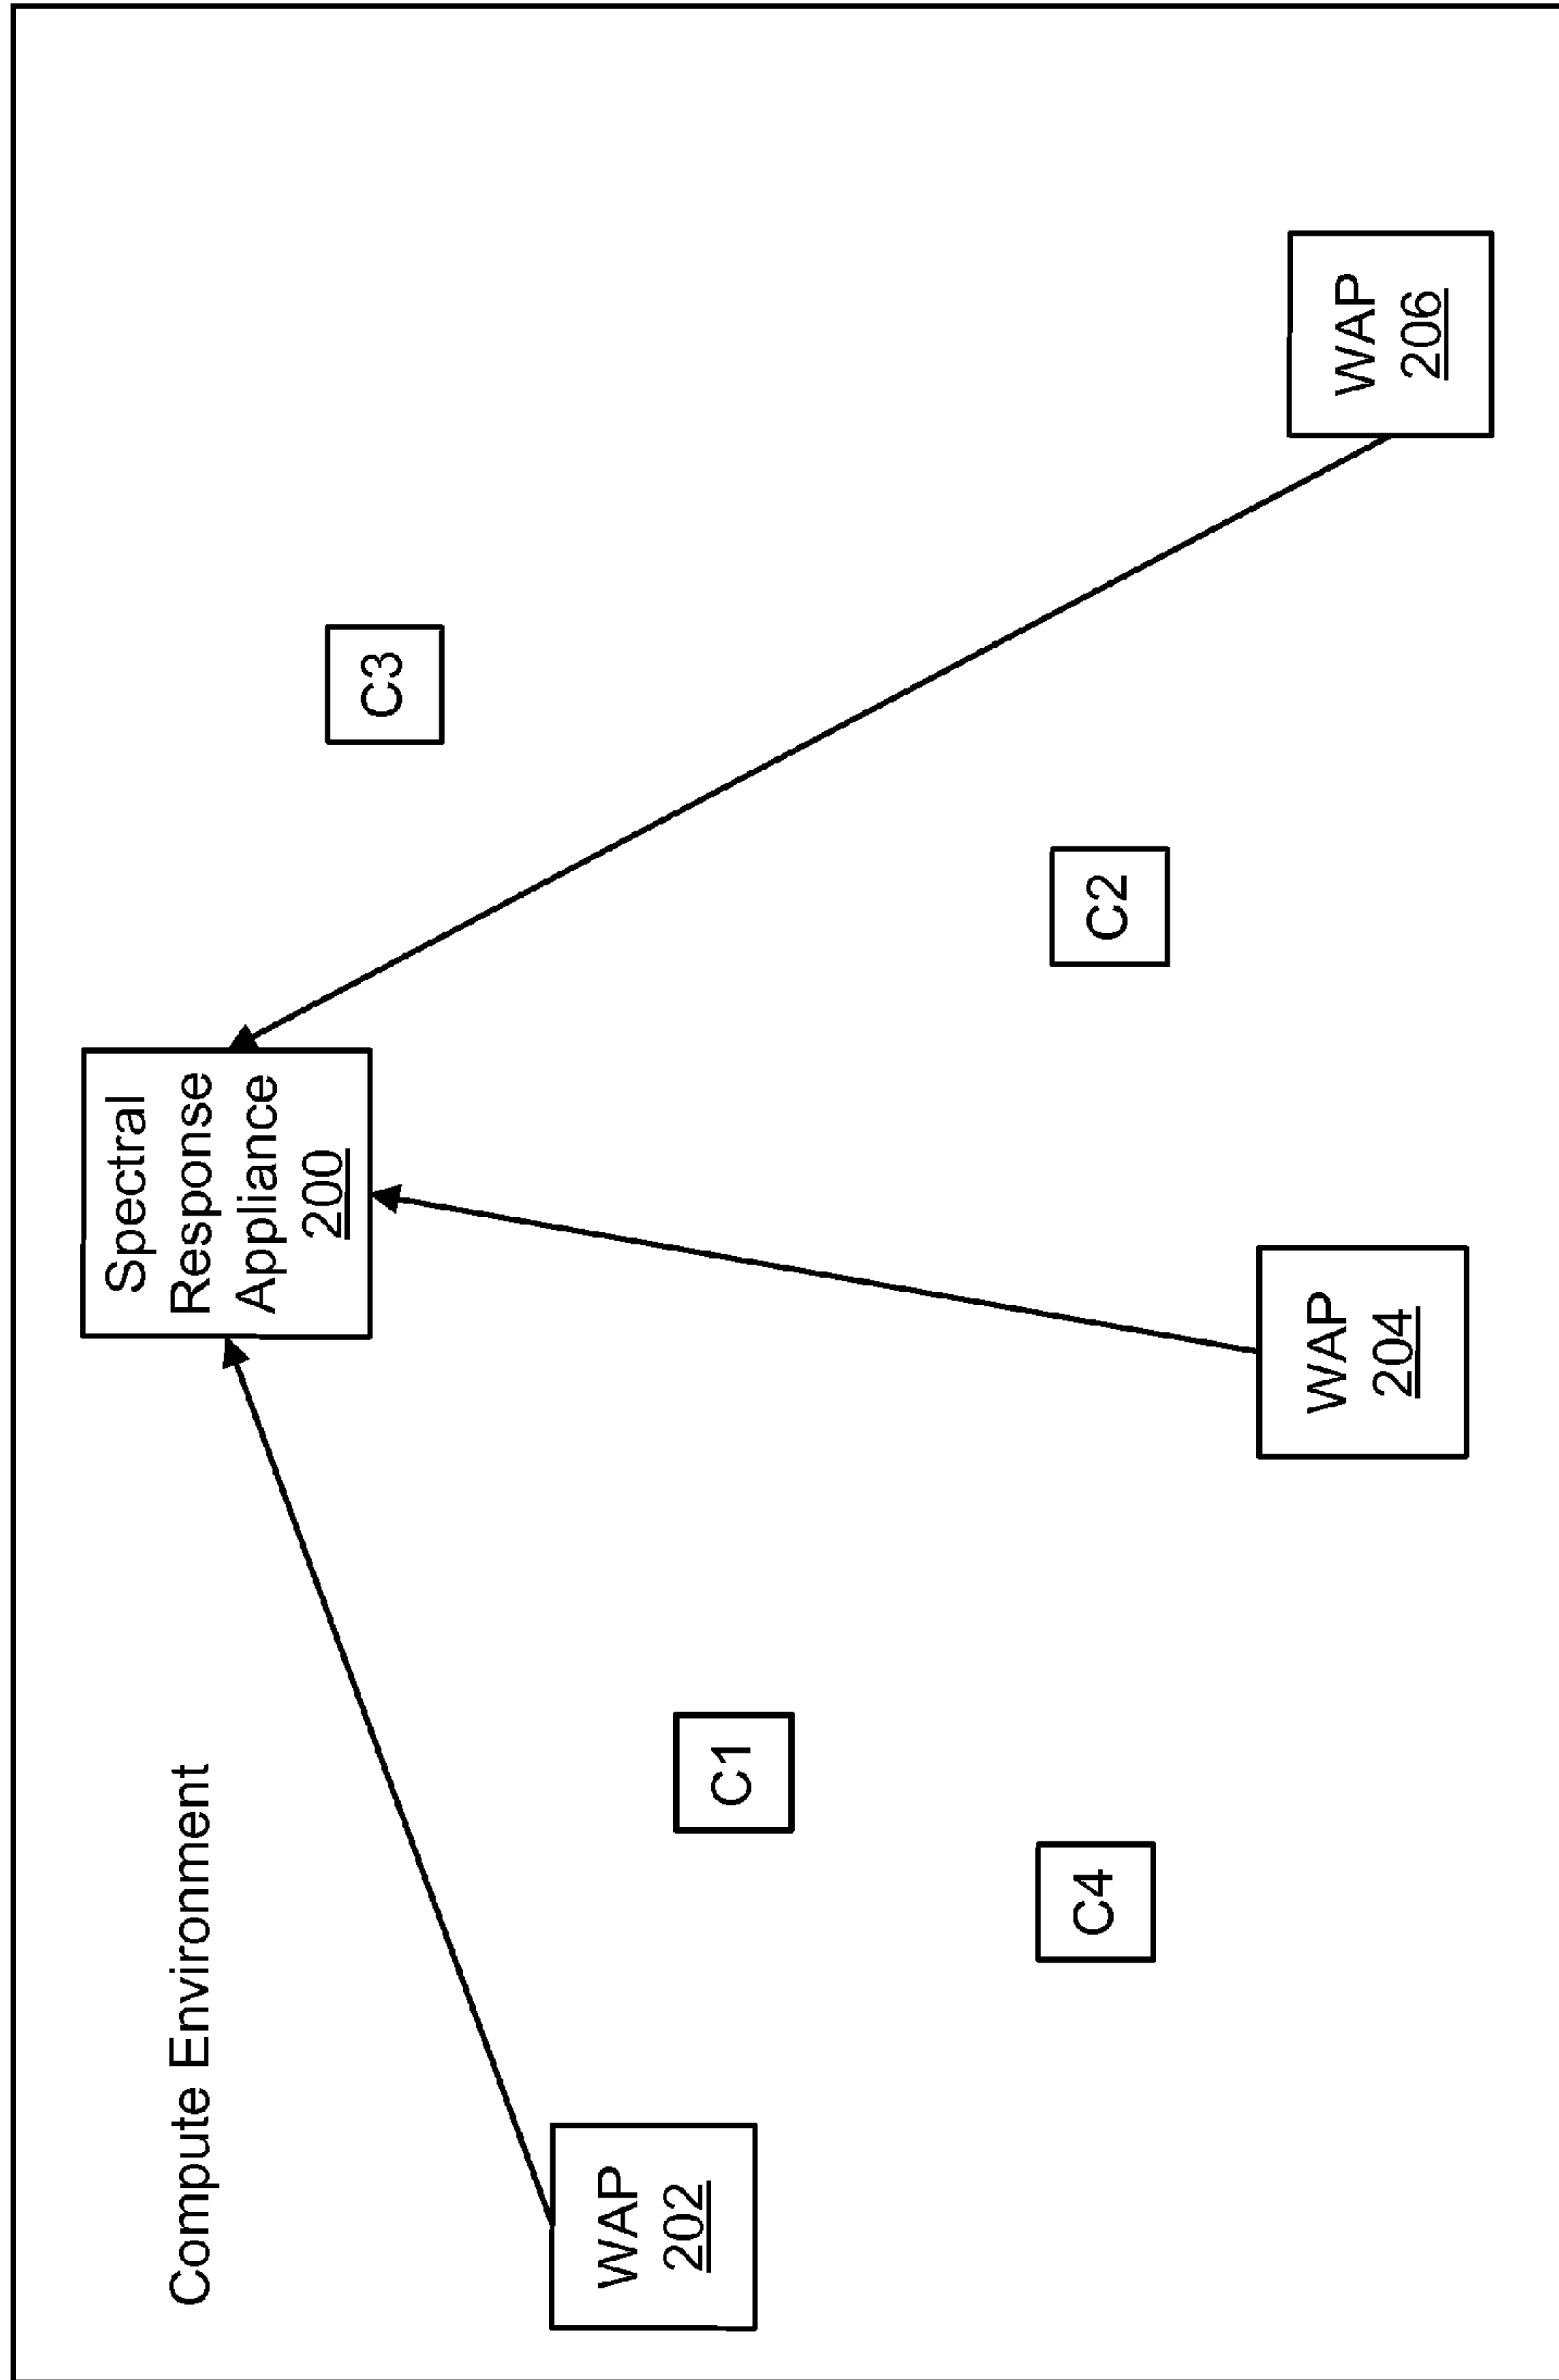 Compute Environment
Spectral
Response
Appliance
200
WAP
202
C1
C3
C4
C2
WAP
204
WAP
206